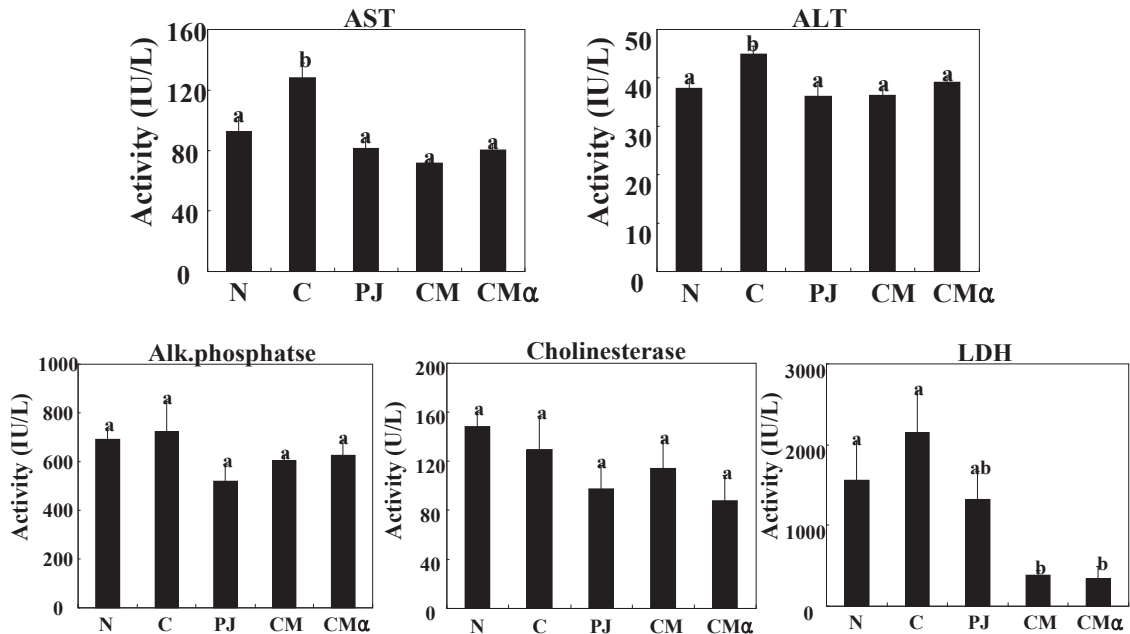 AST
Activity (IU/L)
160
120
80
40
0
a
b
a
a
a
N C PJ CM CMα
ALT
Activity (IU/L)
50
40
30
20
10
0
a
b
a
a
a
N C PJ CM CMα
Alk.phosphatse
Activity (IU/L)
1000
800
600
400
200
0
a
a
a
a
a
N C PJ CM CMα
Cholinesterase
Activity (U/L)
200
160
120
80
40
0
a
a
a
a
a
N C PJ CM CMα
LDH
Activity (IU/L)
3000
2000
1000
0
a
a
ab
b
b
N C PJ CM CMα